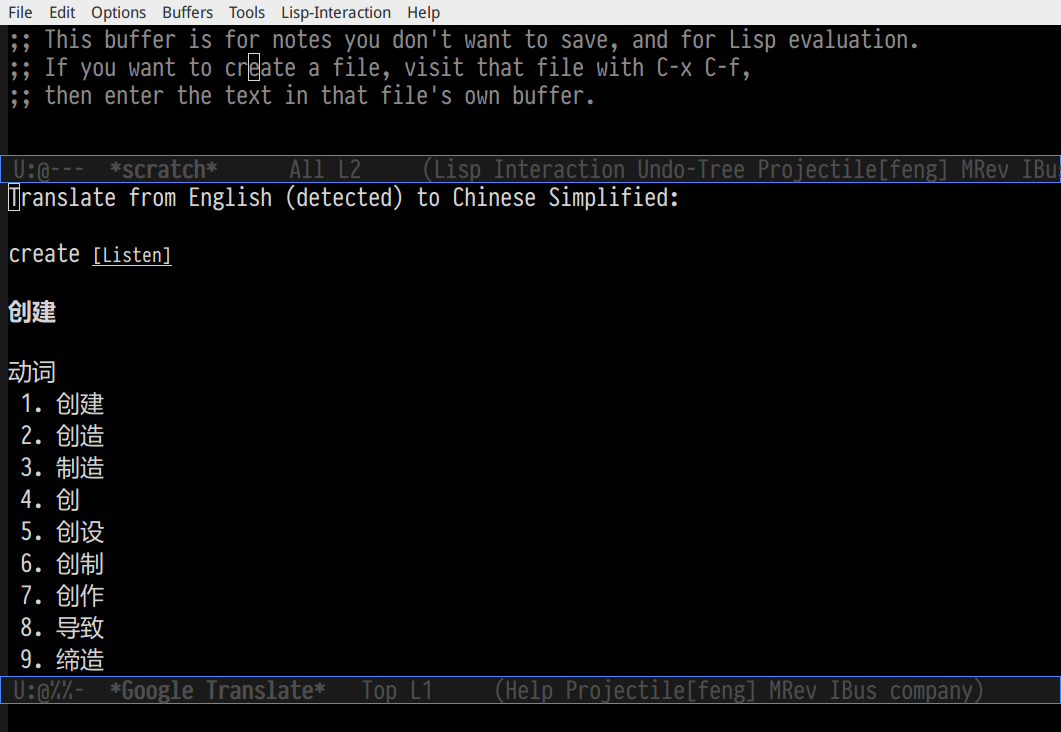 File Edit Options Buffers Tools Lisp-Interaction Help
;; This buffer is for notes you don't want to save, and for Lisp evaluation.
;; If you want to create a file, visit that file with C-x C-f,
;; then enter the text in that file's own buffer.
U:@--- *scratch* All L2 (Lisp Interaction Undo-Tree Projectile[feng] MRev IBu
Translate from English (detected) to Chinese Simplified:
create [Listen]
创建
动词
1. 创建
2. 创造
3. 制造
4. 创
5. 创设
6. 创制
7. 创作
8. 导致
9. 缔造
U:@%%- *Google Translate* Top L1 (Help Projectile[feng] MRev IBus company)